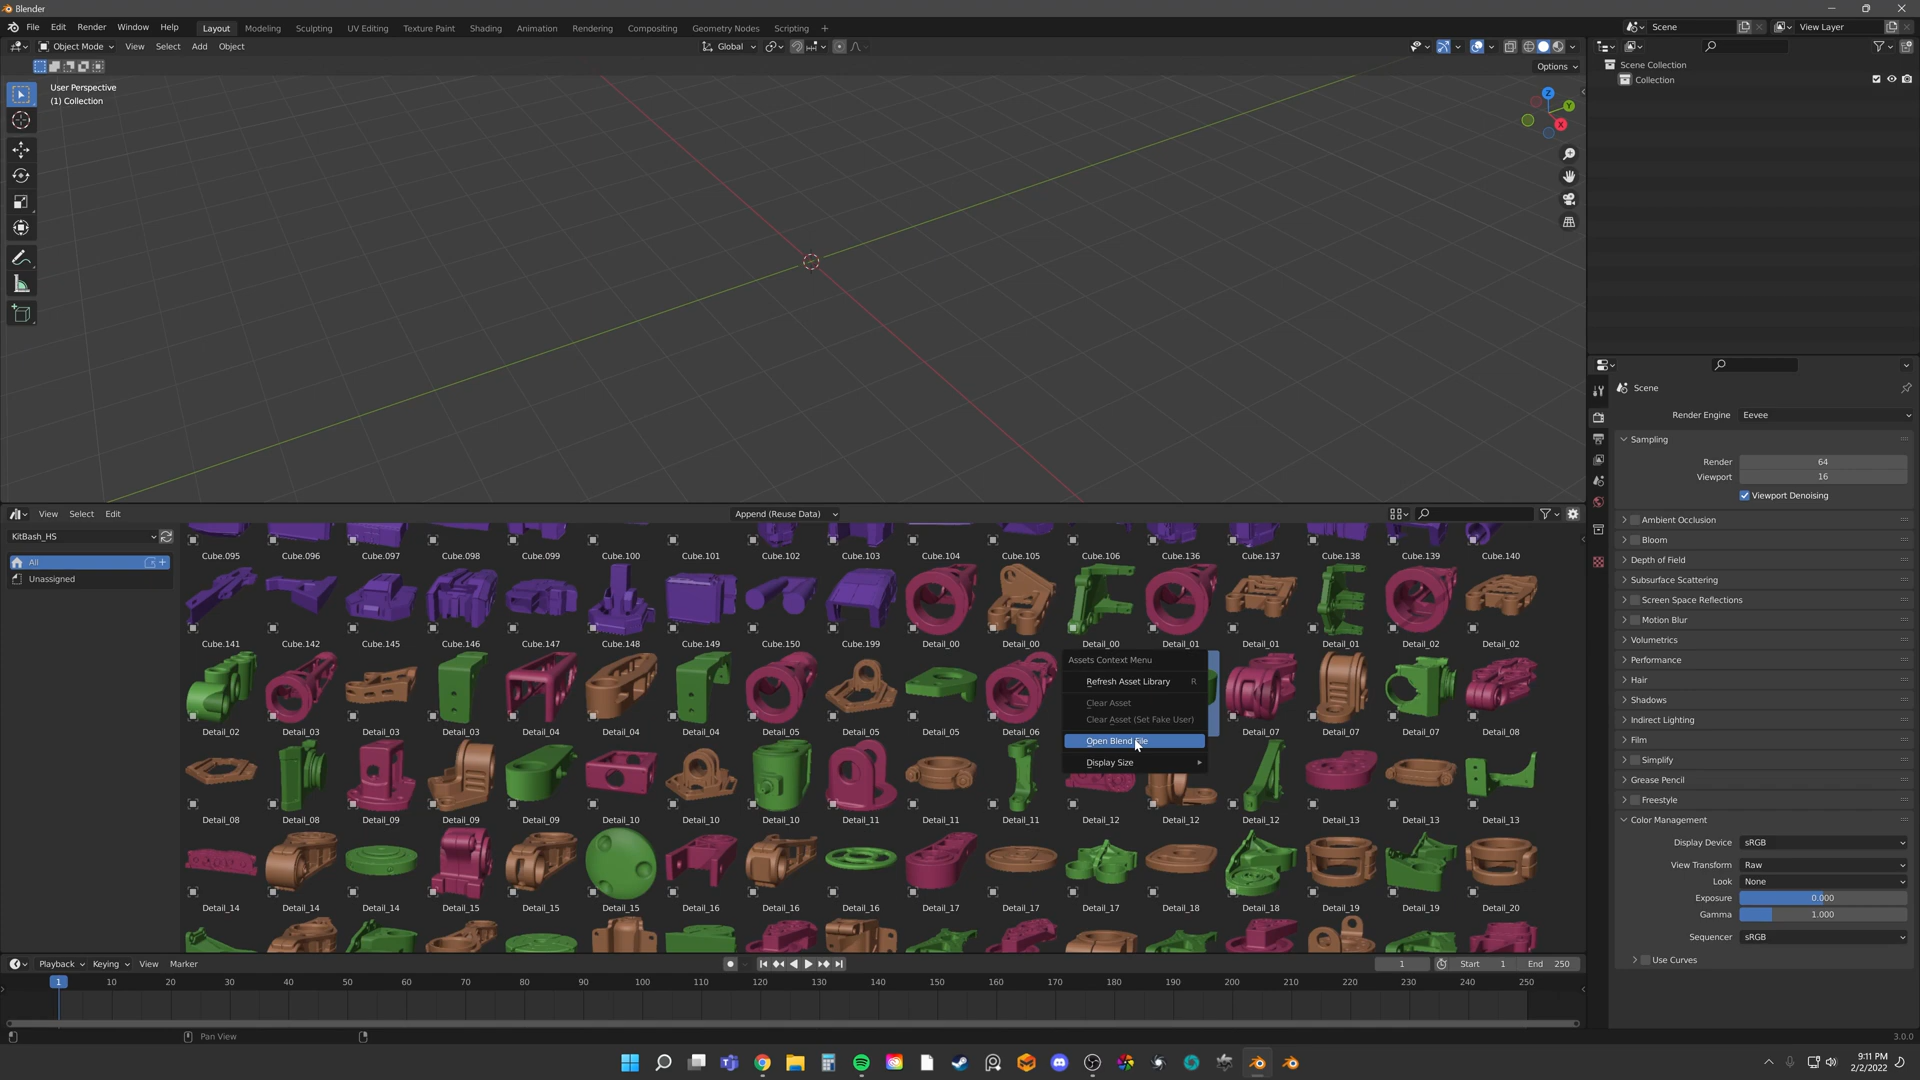 Blender
File Edit Render Window Help Layout Modeling Sculpting UV Editing Texture Paint Shading Animation Rendering Compositing Geometry Nodes Scripting + Scene View Layer
Object Mode View Select Add Object Global
Options
User Perspective
(1) Collection
Z
Y
X
Scene Collection
Collection
Scene
Render Engine Eevee
Sampling
Render 64
Viewport 16
Viewport Denoising
Ambient Occlusion
Bloom
Depth of Field
Subsurface Scattering
Screen Space Reflections
Motion Blur
Volumetrics
Performance
Hair
Shadows
Indirect Lighting
Film
Simplify
Grease Pencil
Freestyle
Color Management
Display Device sRGB
View Transform Raw
Look None
Exposure 0.000
Gamma 1.000
Sequencer sRGB
Use Curves
View Select Edit Append (Reuse Data)
KitBash_HS
All
Unassigned
Cube.095 Cube.096 Cube.097 Cube.098 Cube.099 Cube.100 Cube.101 Cube.102 Cube.103 Cube.104 Cube.105 Cube.106 Cube.136 Cube.137 Cube.138 Cube.139 Cube.140
Cube.141 Cube.142 Cube.145 Cube.146 Cube.147 Cube.148 Cube.149 Cube.150 Cube.199 Detail_00 Detail_00 Detail_00 Detail_01 Detail_01 Detail_01 Detail_02 Detail_02
Detail_02 Detail_03 Detail_03 Detail_03 Detail_04 Detail_04 Detail_04 Detail_05 Detail_05 Detail_05 Detail_06 Detail_07 Detail_07 Detail_07 Detail_08
Detail_08 Detail_08 Detail_09 Detail_09 Detail_09 Detail_10 Detail_10 Detail_10 Detail_11 Detail_11 Detail_11 Detail_12 Detail_12 Detail_12 Detail_13 Detail_13 Detail_13
Detail_14 Detail_14 Detail_14 Detail_15 Detail_15 Detail_15 Detail_16 Detail_16 Detail_16 Detail_17 Detail_17 Detail_17 Detail_18 Detail_18 Detail_19 Detail_19 Detail_20
Assets Context Menu
Refresh Asset Library R
Clear Asset
Clear Asset (Set Fake User)
Open Blend File
Display Size
Playback Keying View Marker 1 Start 1 End 250
1 10 20 30 40 50 60 70 80 90 100 110 120 130 140 150 160 170 180 190 200 210 220 230 240 250
Pan View 3.0.0
9:11 PM
2/2/2022